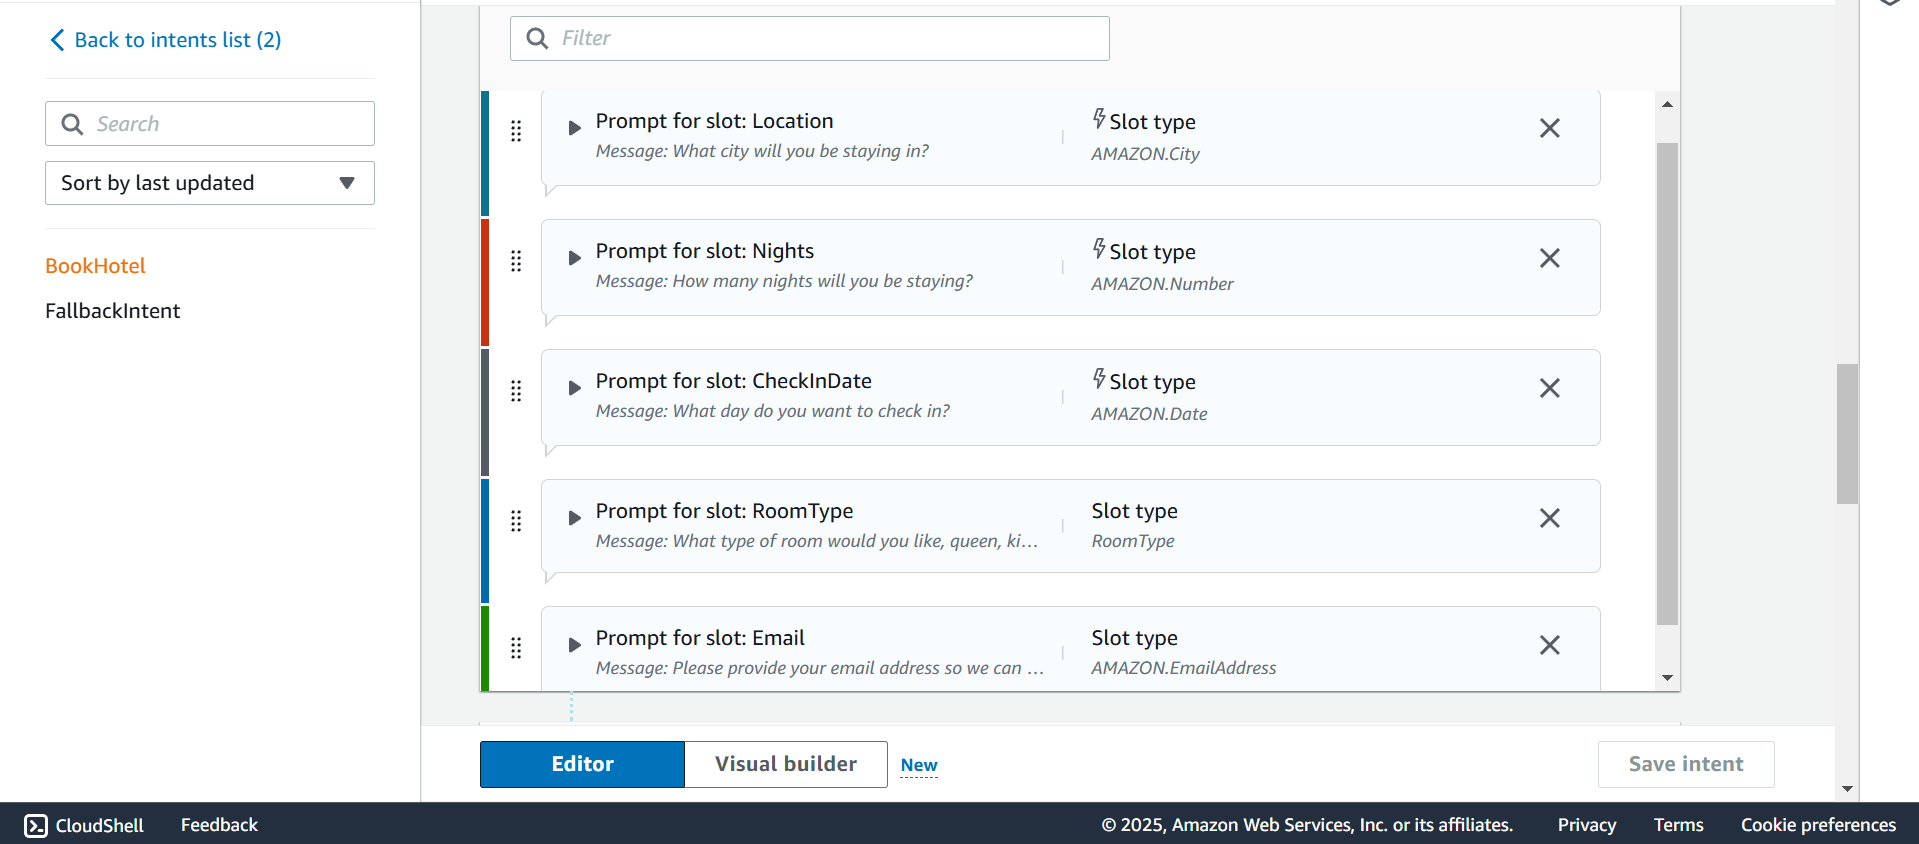 Back to intents list (2)
Search
Sort by last updated
BookHotel
FallbackIntent
Filter
Prompt for slot: Location
Message: What city will you be staying in?
Slot type
AMAZON.City
Prompt for slot: Nights
Message: How many nights will you be staying?
Slot type
AMAZON.Number
Prompt for slot: CheckInDate
Message: What day do you want to check in?
Slot type
AMAZON.Date
Prompt for slot: RoomType
Message: What type of room would you like, queen, ki...
Slot type
RoomType
Prompt for slot: Email
Message: Please provide your email address so we can ...
Slot type
AMAZON.EmailAddress
Editor
Visual builder
New
Save intent
CloudShell
Feedback
© 2025, Amazon Web Services, Inc. or its affiliates.
Privacy
Terms
Cookie preferences